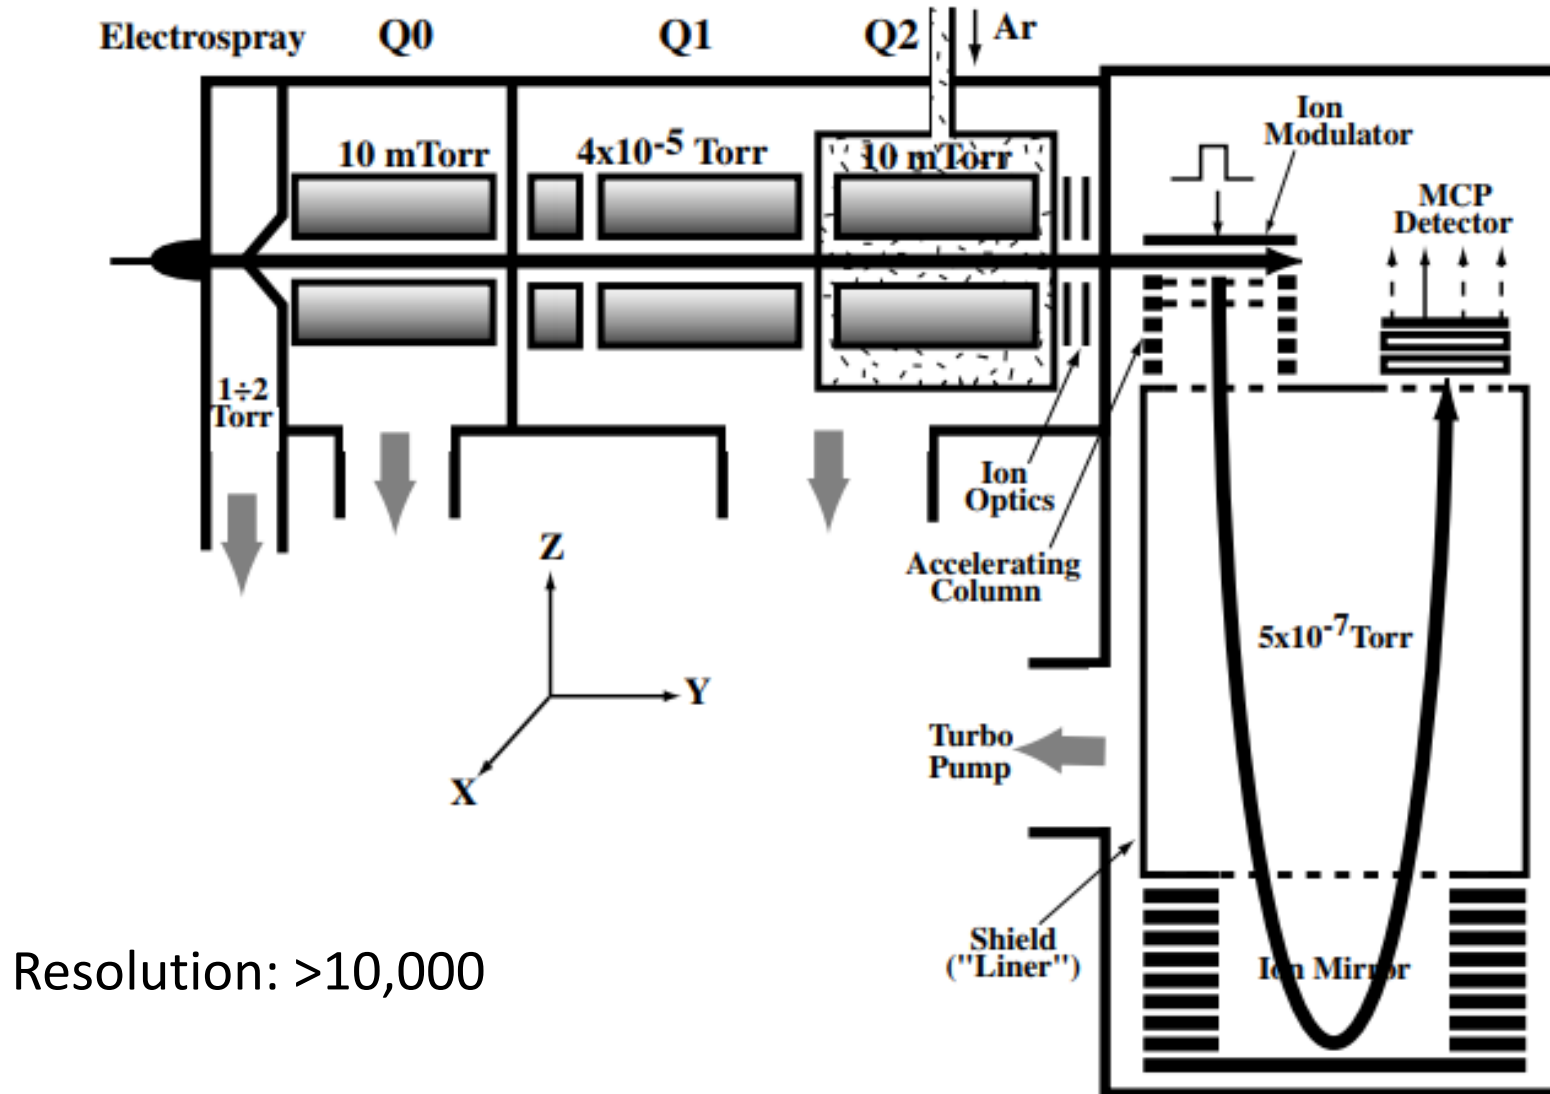 Electrospray
Q0
Q1
Q2
Ar
10 mTorr
4x10-5 Torr
10 mTorr
Ion
Modulator
MCP
Detector
1÷2
Torr
Ion
Optics
Accelerating
Column
Z
Y
X
5x10-7Torr
Turbo
Pump
Shield
("Liner")
Ion Mirror
Resolution: >10,000